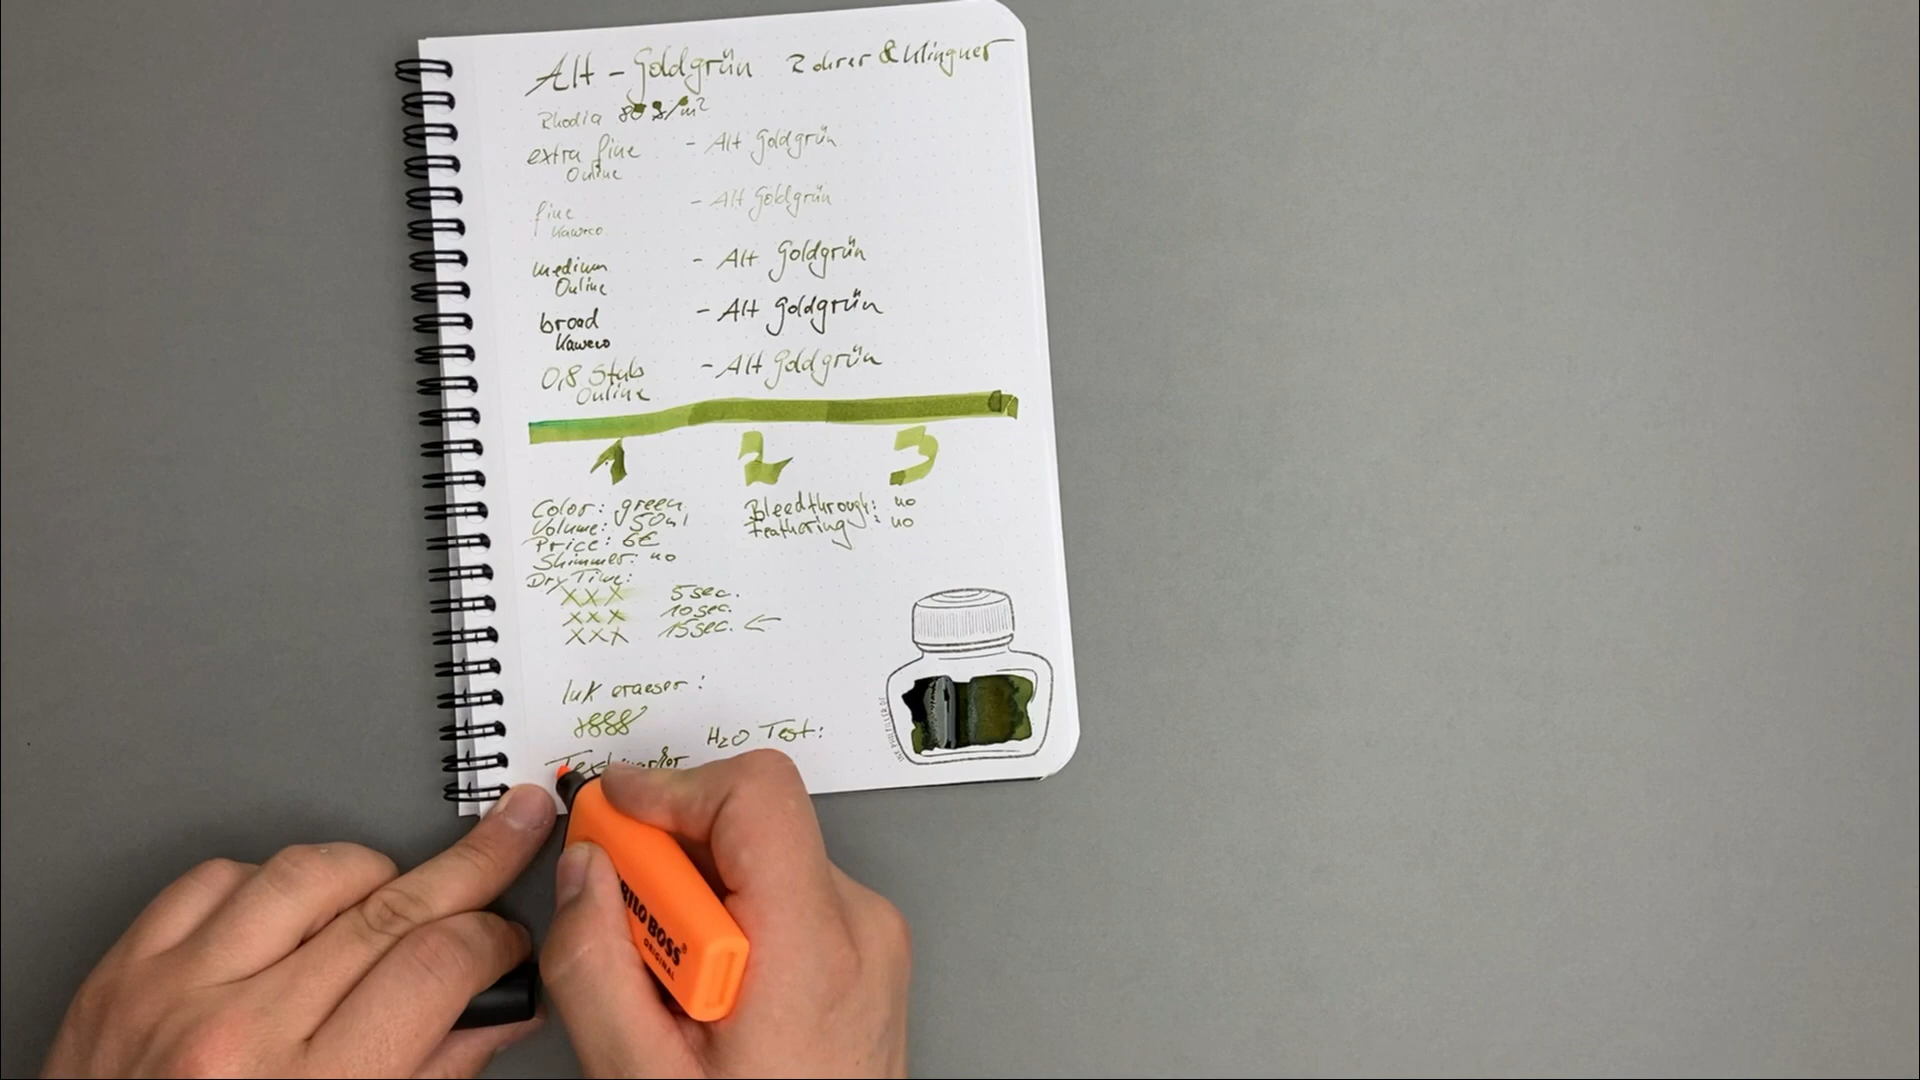 Alt - Goldgrün Rohrer & Klingner
Rhodia 80 g/m²
extra fine - Alt Goldgrün
Online
fine - Alt Goldgrün
Kaweco
medium - Alt Goldgrün
Online
broad - Alt Goldgrün
Kaweco
0,8 Stub - Alt Goldgrün
Online
1 2 3
Color: green
Volume: 50ml
Price: 6€
Shimmer: no
Dry Time:
xxx 5sec.
xxx 10sec.
xxx 15sec. ←
Bleedthrough: no
Feathering: no
Ink eraeser:
8888
H₂O Test:
Textmarker
BILO BOSS®
ORIGINAL